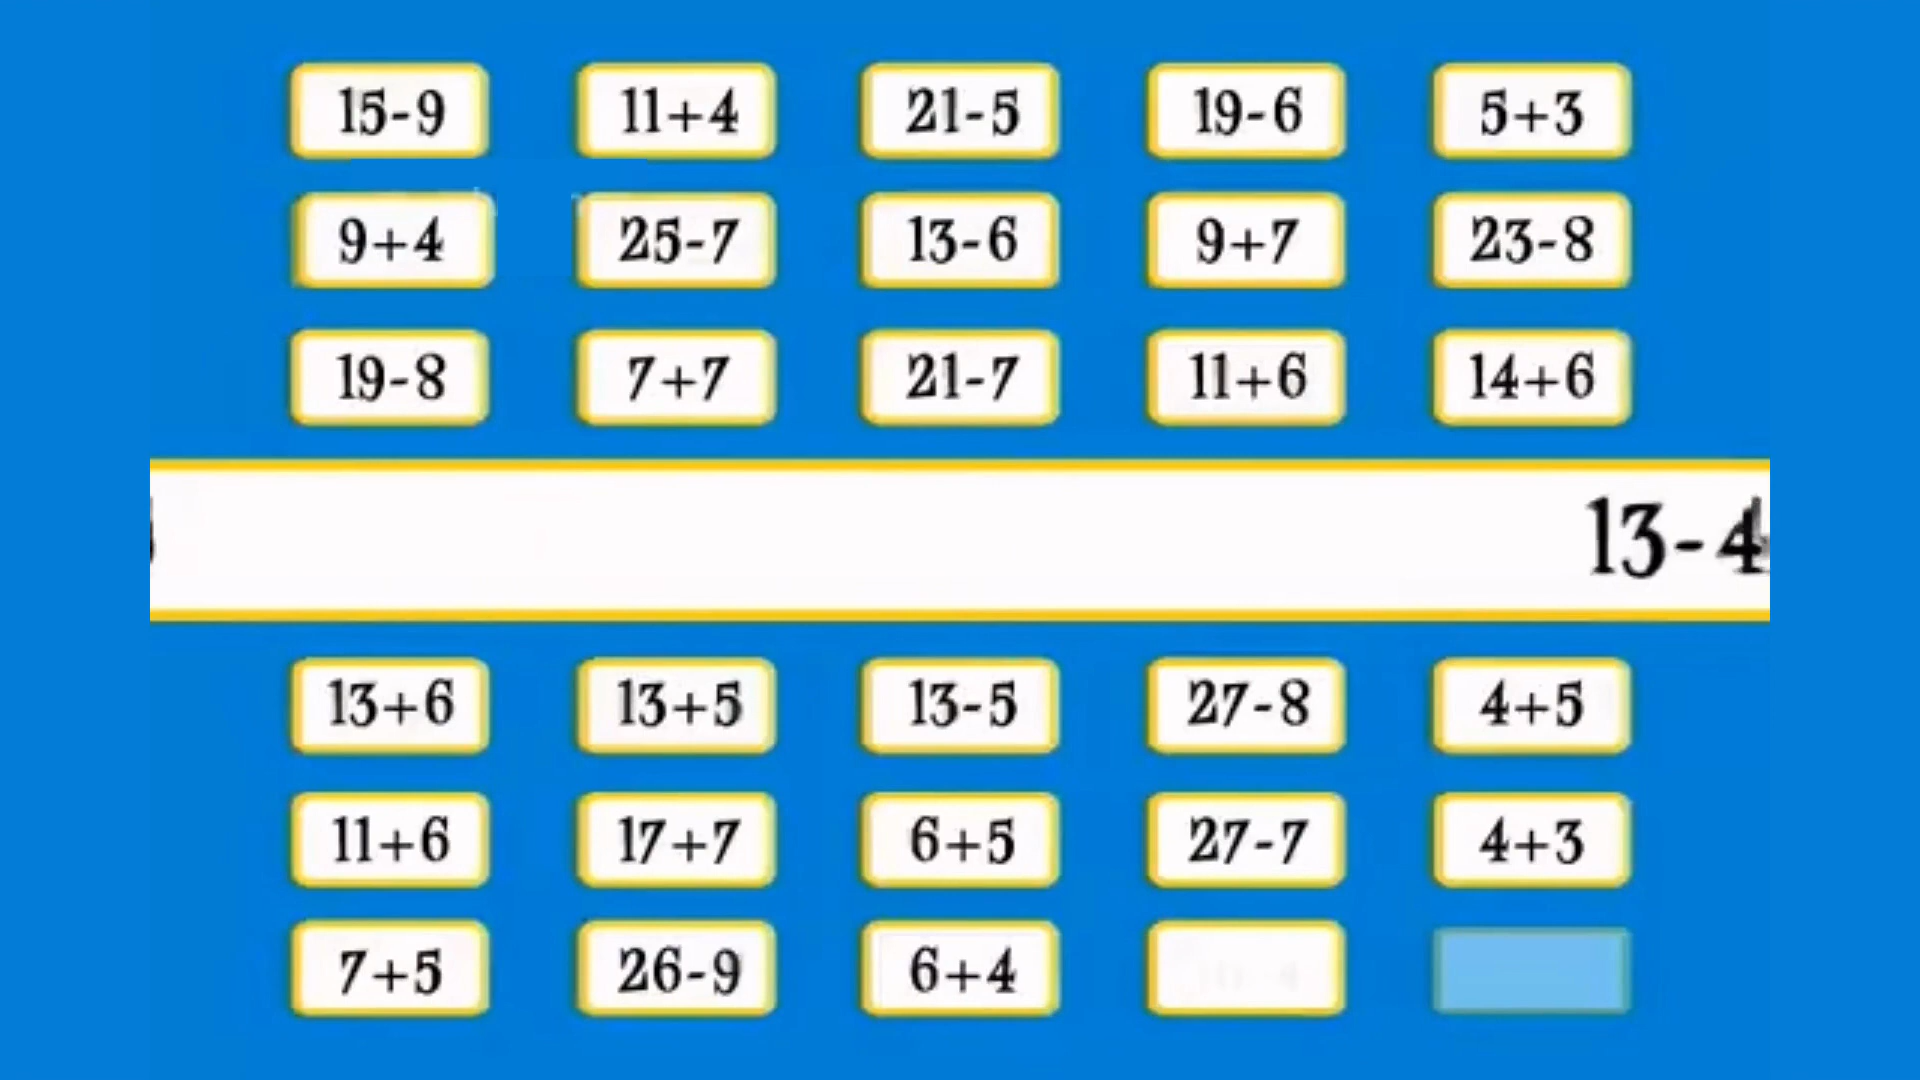 15-9 11+4 21-5 19-6 5+3
9+4 25-7 13-6 9+7 23-8
19-8 7+7 21-7 11+6 14+6
13-4
13+6 13+5 13-5 27-8 4+5
11+6 17+7 6+5 27-7 4+3
7+5 26-9 6+4